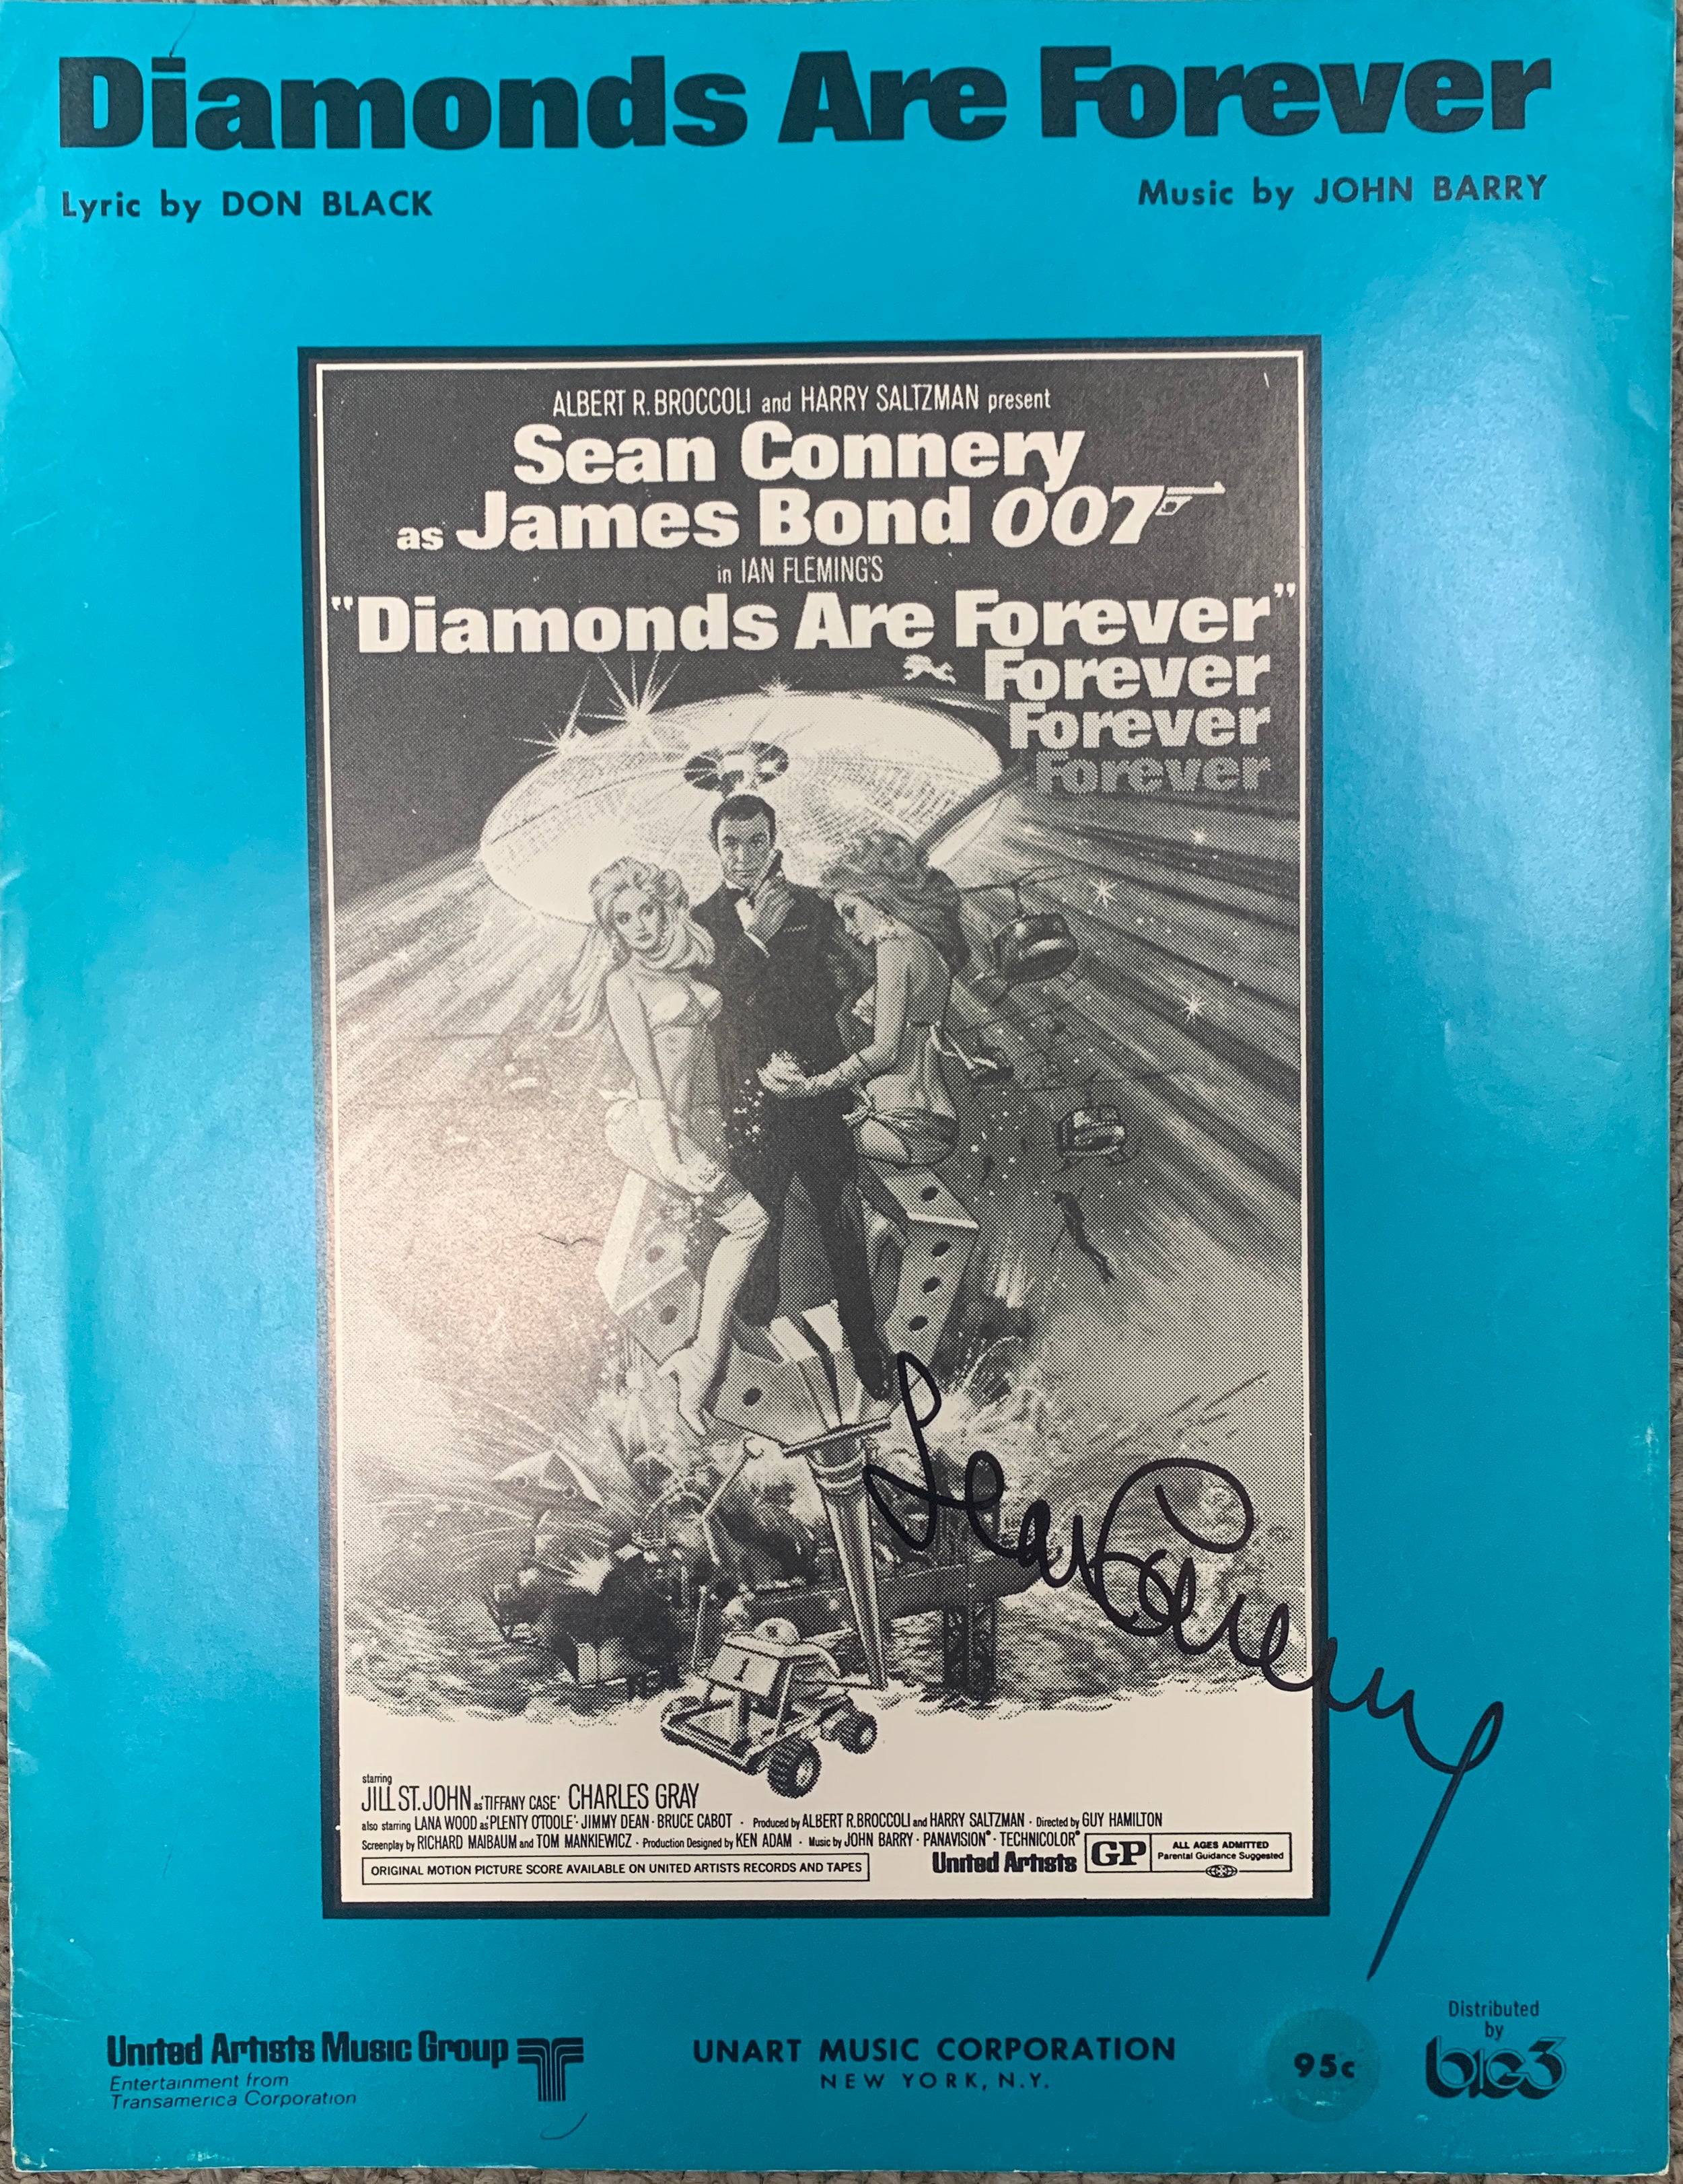 Diamonds Are Forever
Lyric by DON BLACK
Music by JOHN BARRY
ALBERT R. BROCCOLI and HARRY SALTZMAN present
Sean Connery
as James Bond 007
in IAN FLEMING'S
"Diamonds Are Forever"
Forever
Forever
Forever
1
Sean Connery
starring
JILL ST. JOHN as 'TIFFANY CASE' CHARLES GRAY
also starring LANA WOOD as 'PLENTY O'TOOLE' · JIMMY DEAN · BRUCE CABOT · Produced by ALBERT R. BROCCOLI and HARRY SALTZMAN · Directed by GUY HAMILTON
Screenplay by RICHARD MAIBAUM and TOM MANKIEWICZ · Production Designed by KEN ADAM · Music by JOHN BARRY · PANAVISION® · TECHNICOLOR®
ORIGINAL MOTION PICTURE SCORE AVAILABLE ON UNITED ARTISTS RECORDS AND TAPES
United Artists
GP
ALL AGES ADMITTED
Parental Guidance Suggested
United Artists Music Group
Entertainment from
Transamerica Corporation
UNART MUSIC CORPORATION
NEW YORK, N.Y.
95c
Distributed
by
big3